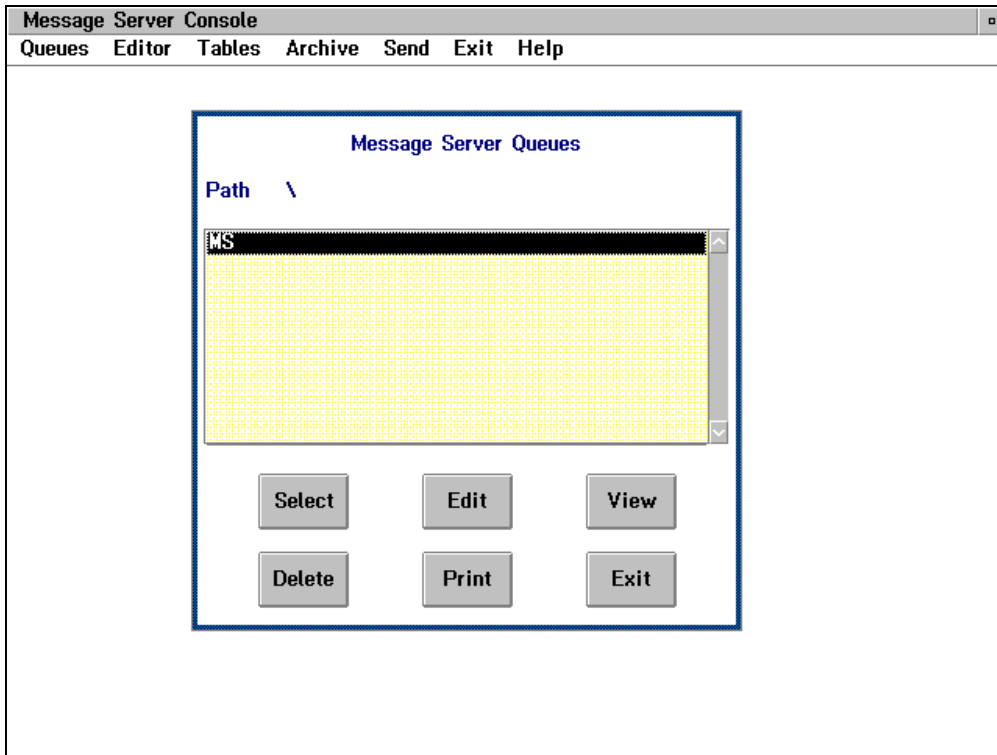 Message Server Console
Queues Editor Tables Archive Send Exit Help
Message Server Queues
Path \
MS
Select Edit View
Delete Print Exit